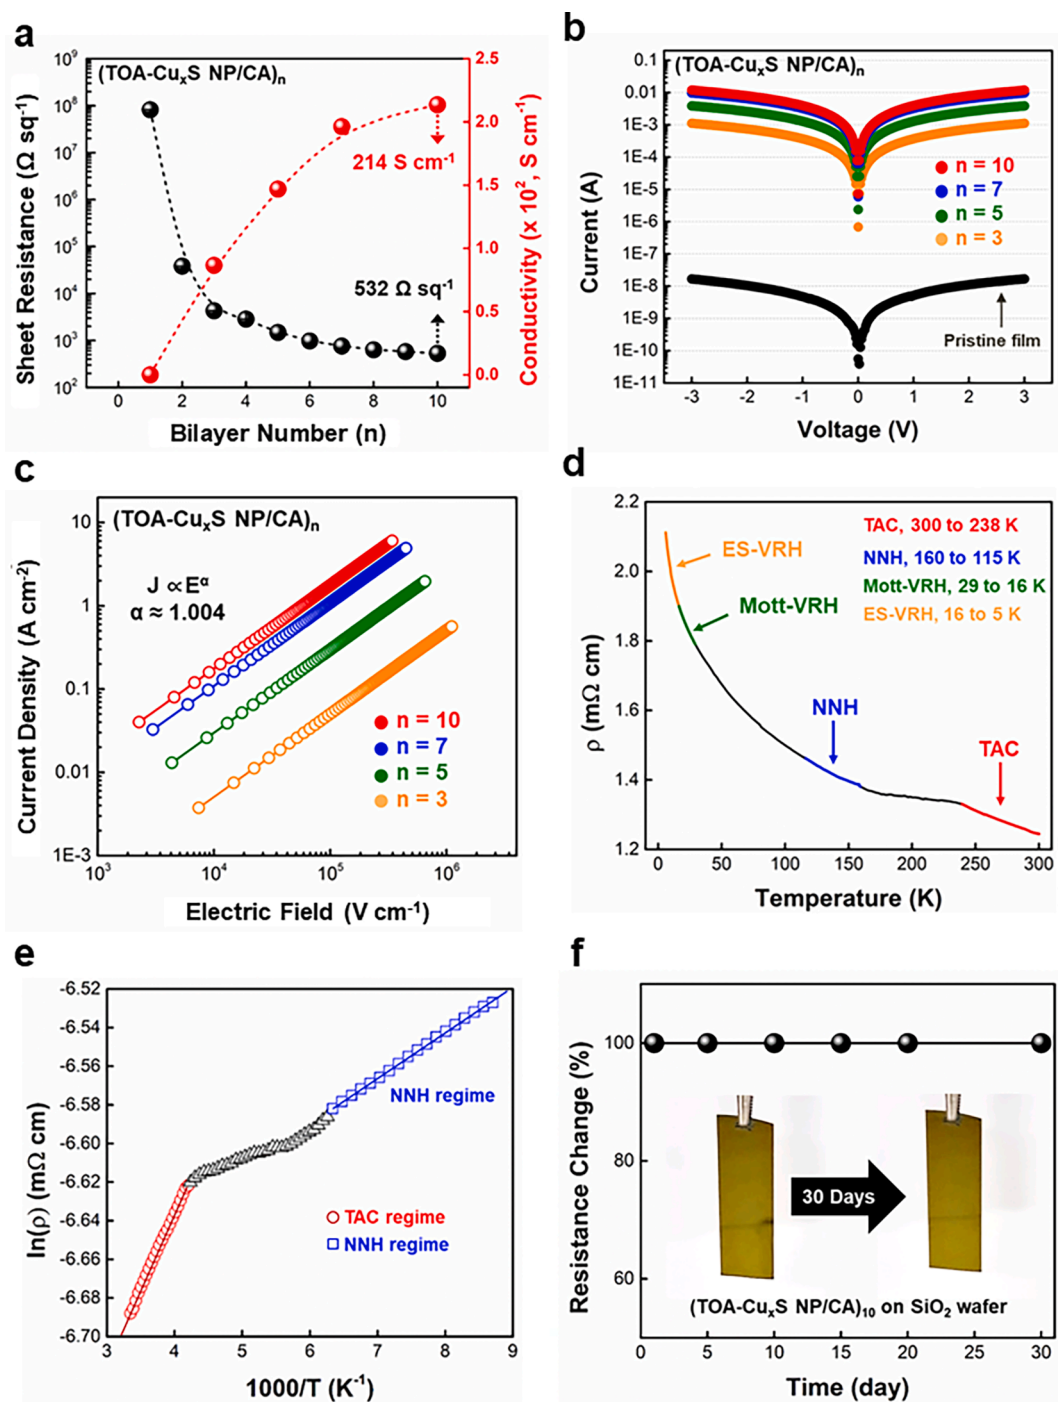 a
(TOA-CuₓS NP/CA)ₙ
10⁹
10⁸
10⁷
10⁶
10⁵
10⁴
10³
10²
Sheet Resistance (Ω sq⁻¹)
2.5
2.0
1.5
1.0
0.5
0.0
Conductivity (x 10², S cm⁻¹)
214 S cm⁻¹
532 Ω sq⁻¹
0 2 4 6 8 10
Bilayer Number (n)
b
(TOA-CuₓS NP/CA)ₙ
0.1
0.01
1E-3
1E-4
1E-5
1E-6
1E-7
1E-8
1E-9
1E-10
1E-11
Current (A)
n = 10
n = 7
n = 5
n = 3
Pristine film
-3 -2 -1 0 1 2 3
Voltage (V)
c
(TOA-CuₓS NP/CA)ₙ
J ∝Eᵅ
α ≈ 1.004
10
1
0.1
0.01
1E-3
Current Density (A cm⁻²)
n = 10
n = 7
n = 5
n = 3
10³ 10⁴ 10⁵ 10⁶
Electric Field (V cm⁻¹)
d
2.2
2.0
1.8
1.6
1.4
1.2
ρ (mΩ cm)
TAC, 300 to 238 K
NNH, 160 to 115 K
Mott-VRH, 29 to 16 K
ES-VRH, 16 to 5 K
ES-VRH
Mott-VRH
NNH
TAC
0 50 100 150 200 250 300
Temperature (K)
e
-6.52
-6.54
-6.56
-6.58
-6.60
-6.62
-6.64
-6.66
-6.68
-6.70
ln(ρ) (mΩ cm)
NNH regime
TAC regime
NNH regime
3 4 5 6 7 8 9
1000/T (K⁻¹)
f
100
80
60
Resistance Change (%)
30 Days
(TOA-CuₓS NP/CA)₁₀ on SiO₂ wafer
0 5 10 15 20 25 30
Time (day)